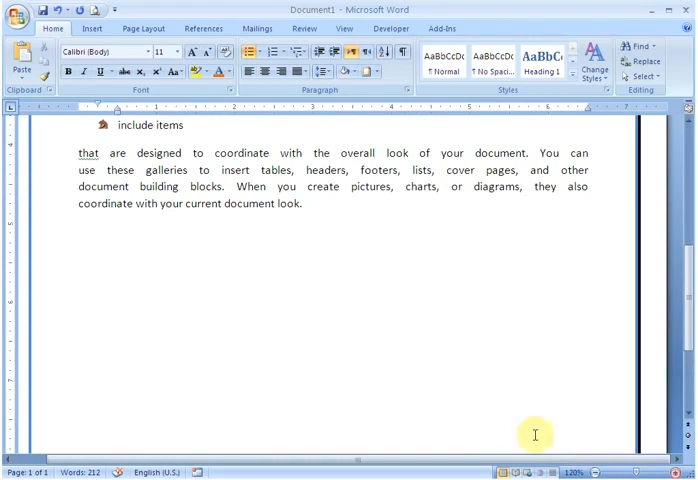 Document1 - Microsoft Word
Home Insert Page Layout References Mailings Review View Developer Add-Ins
Paste
Calibri (Body) 11
AaBbCcDc AaBbCcDc AaBbC
¶ Normal ¶ No Spaci... Heading 1
Change Styles
Find
Replace
Select
Clipboard Font Paragraph Styles Editing
include items
that are designed to coordinate with the overall look of your document. You can
use these galleries to insert tables, headers, footers, lists, cover pages, and other
document building blocks. When you create pictures, charts, or diagrams, they also
coordinate with your current document look.
Page: 1 of 1 Words: 212 English (U.S.) 120%